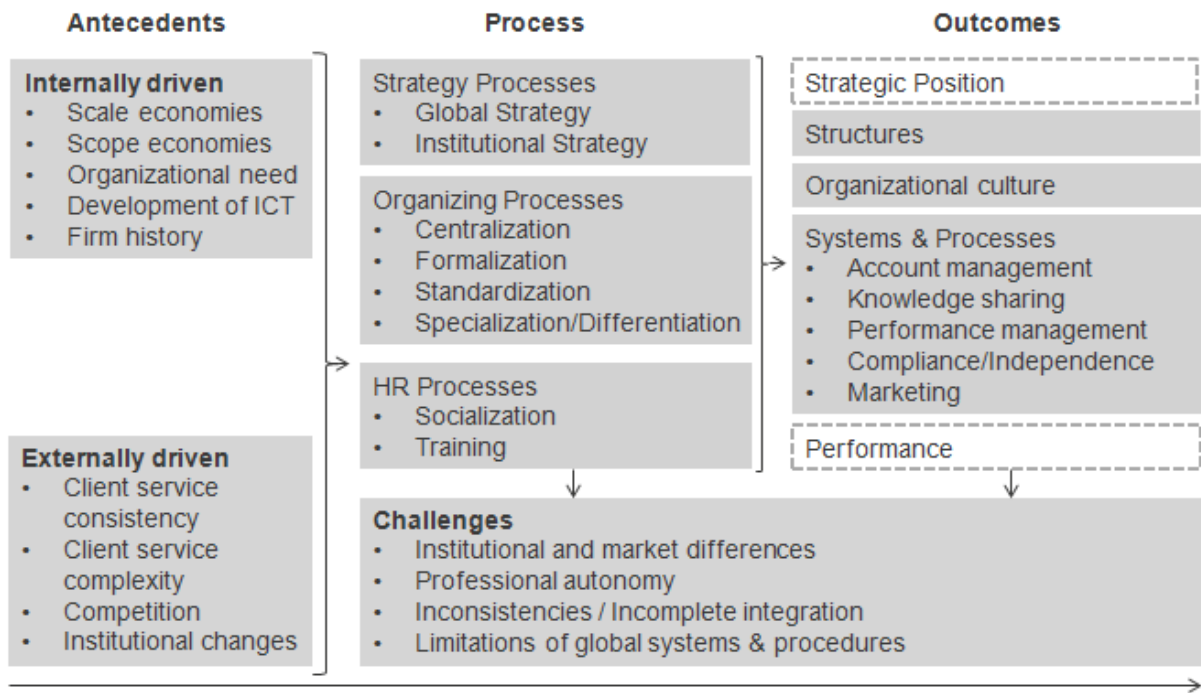 Antecedents
Internally driven
• Scale economies
• Scope economies
• Organizational need
• Development of ICT
• Firm history
Externally driven
• Client service
consistency
• Client service
complexity
• Competition
• Institutional changes
Process
Strategy Processes
• Global Strategy
• Institutional Strategy
Organizing Processes
• Centralization
• Formalization
• Standardization
• Specialization/Differentiation
HR Processes
• Socialization
• Training
Outcomes
Strategic Position
Structures
Organizational culture
Systems & Processes
• Account management
• Knowledge sharing
• Performance management
• Compliance/Independence
• Marketing
Performance
Challenges
• Institutional and market differences
• Professional autonomy
• Inconsistencies / Incomplete integration
• Limitations of global systems & procedures